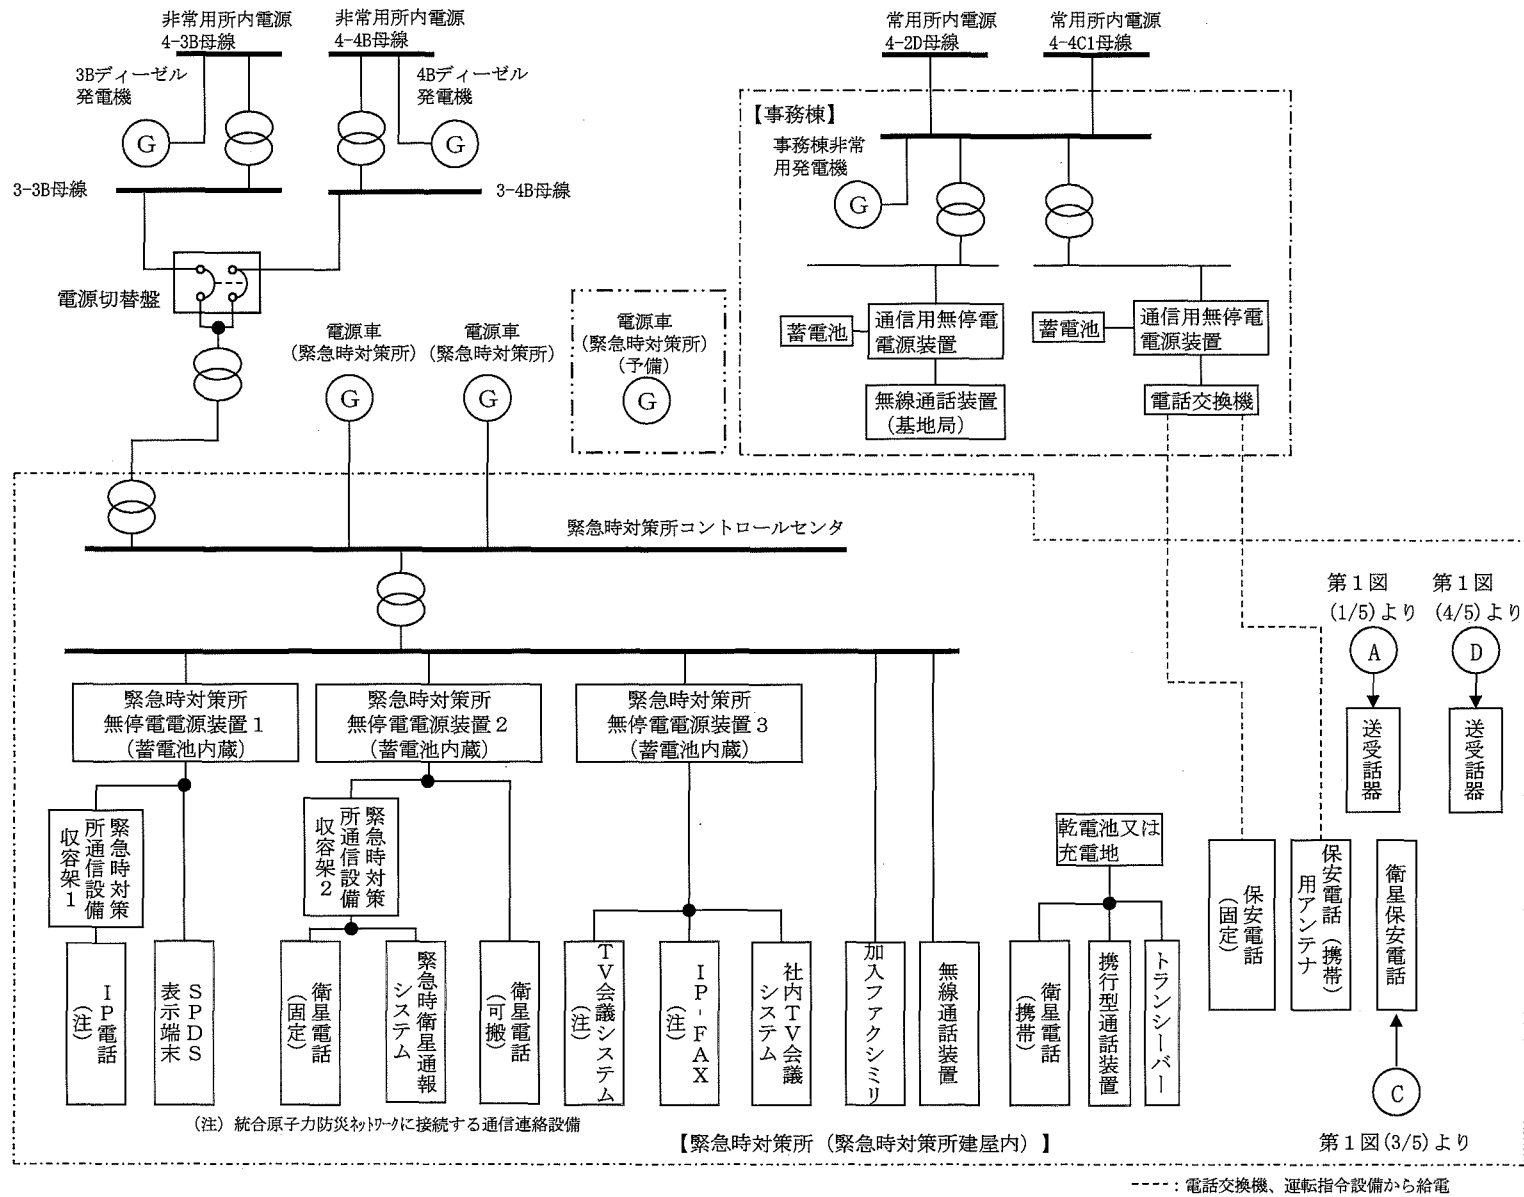 非常用所内電源
4-3B母線
非常用所内電源
4-4B母線
常用所内電源
4-2D母線
常用所内電源
4-4C1母線
3Bディーゼル
発電機
G
4Bディーゼル
発電機
G
3-3B母線
3-4B母線
電源切替盤
【事務棟】
事務棟非常
用発電機
G
蓄電池
通信用無停電
電源装置
蓄電池
通信用無停電
電源装置
無線通話装置
(基地局)
電話交換機
電源車
(緊急時対策所)
G
電源車
(緊急時対策所)
G
電源車
(緊急時対策所)
(予備)
G
緊急時対策所コントロールセンタ
第1図
(1/5)より
A
送受話器
第1図
(4/5)より
D
送受話器
緊急時対策所
無停電電源装置1
(蓄電池内蔵)
緊急時対策所
無停電電源装置2
(蓄電池内蔵)
緊急時対策所
無停電電源装置3
(蓄電池内蔵)
緊急時対策
所通信設備
収容架1
緊急時対策
所通信設備
収容架2
乾電池又は
充電地
IP電話
(注)
SPDS
表示端末
衛星電話
(固定)
緊急時衛星通報
システム
衛星電話
(可搬)
TV会議システム
(注)
IP-FAX
(注)
社内TV会議
システム
加入ファクシミリ
無線通話装置
衛星電話
(携帯)
携行型通話装置
トランシーバー
保安電話
(固定)
保安電話(携帯)
用アンテナ
衛星保安電話
C
第1図(3/5)より
(注)統合原子力防災ネットワークに接続する通信連絡設備
【緊急時対策所(緊急時対策所建屋内)】
----:電話交換機、運転指令設備から給電